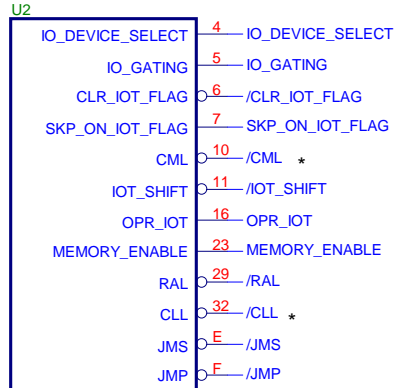 U2
IO_DEVICE_SELECT 4 IO_DEVICE_SELECT
IO_GATING 5 IO_GATING
CLR_IOT_FLAG 6 /CLR_IOT_FLAG
SKP_ON_IOT_FLAG 7 SKP_ON_IOT_FLAG
CML 10 /CML *
IOT_SHIFT 11 /IOT_SHIFT
OPR_IOT 16 OPR_IOT
MEMORY_ENABLE 23 MEMORY_ENABLE
RAL 29 /RAL
CLL 32 /CLL *
JMS E /JMS
JMP F /JMP